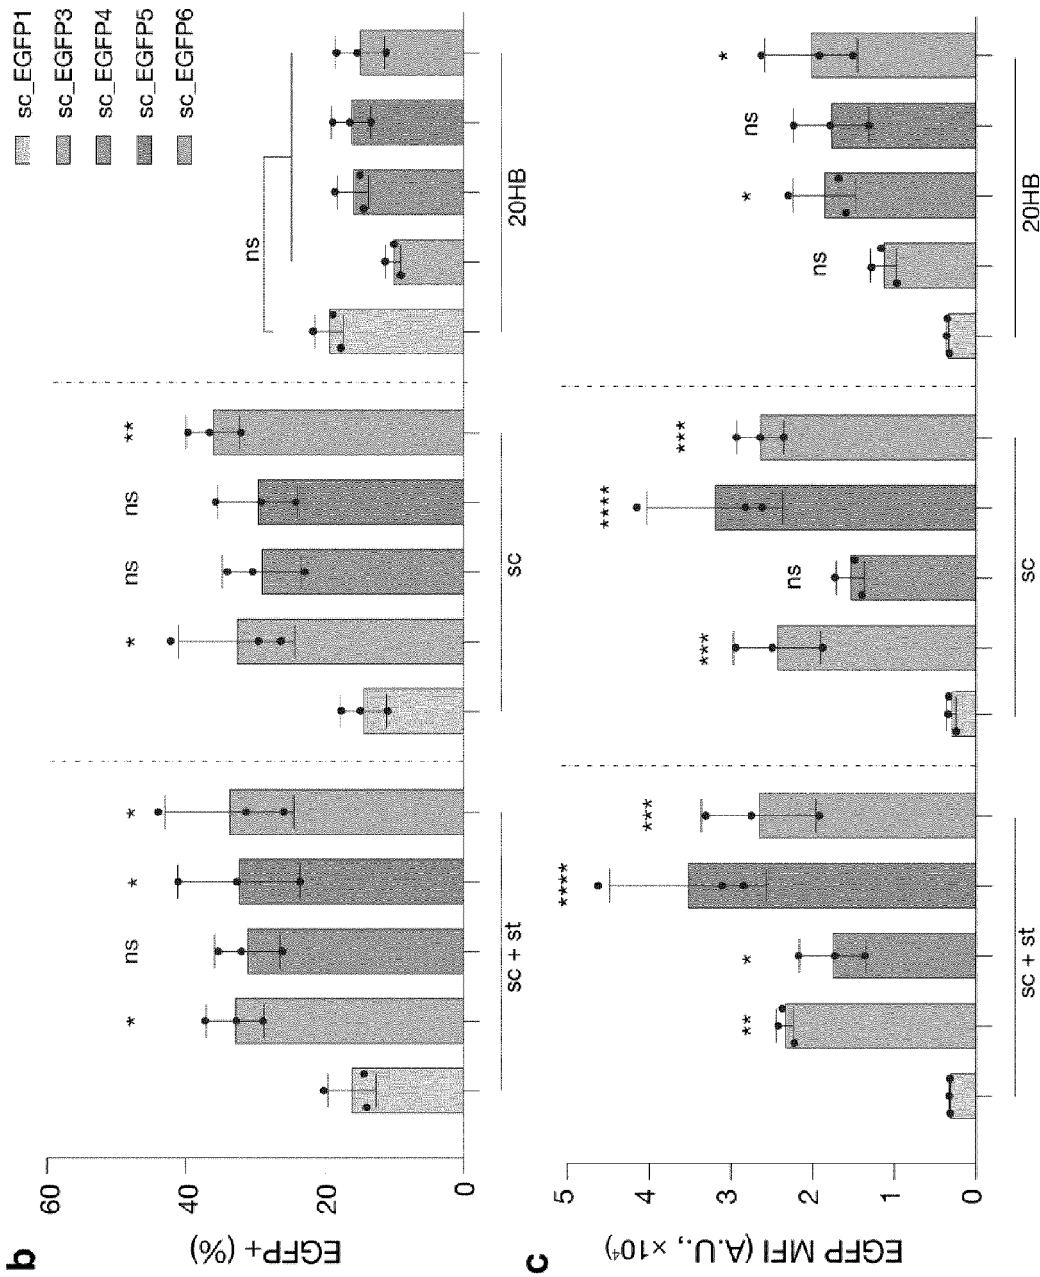 b
EGFP+ (%)
60
40
20
0
* ns * *
* ns ns **
ns
sc + st
sc
20HB
sc_EGFP1
sc_EGFP3
sc_EGFP4
sc_EGFP5
sc_EGFP6
c
EGFP MFI (A.U., ×10⁴)
5
4
3
2
1
0
** * **** ***
*** ns **** ***
ns * ns *
sc + st
sc
20HB